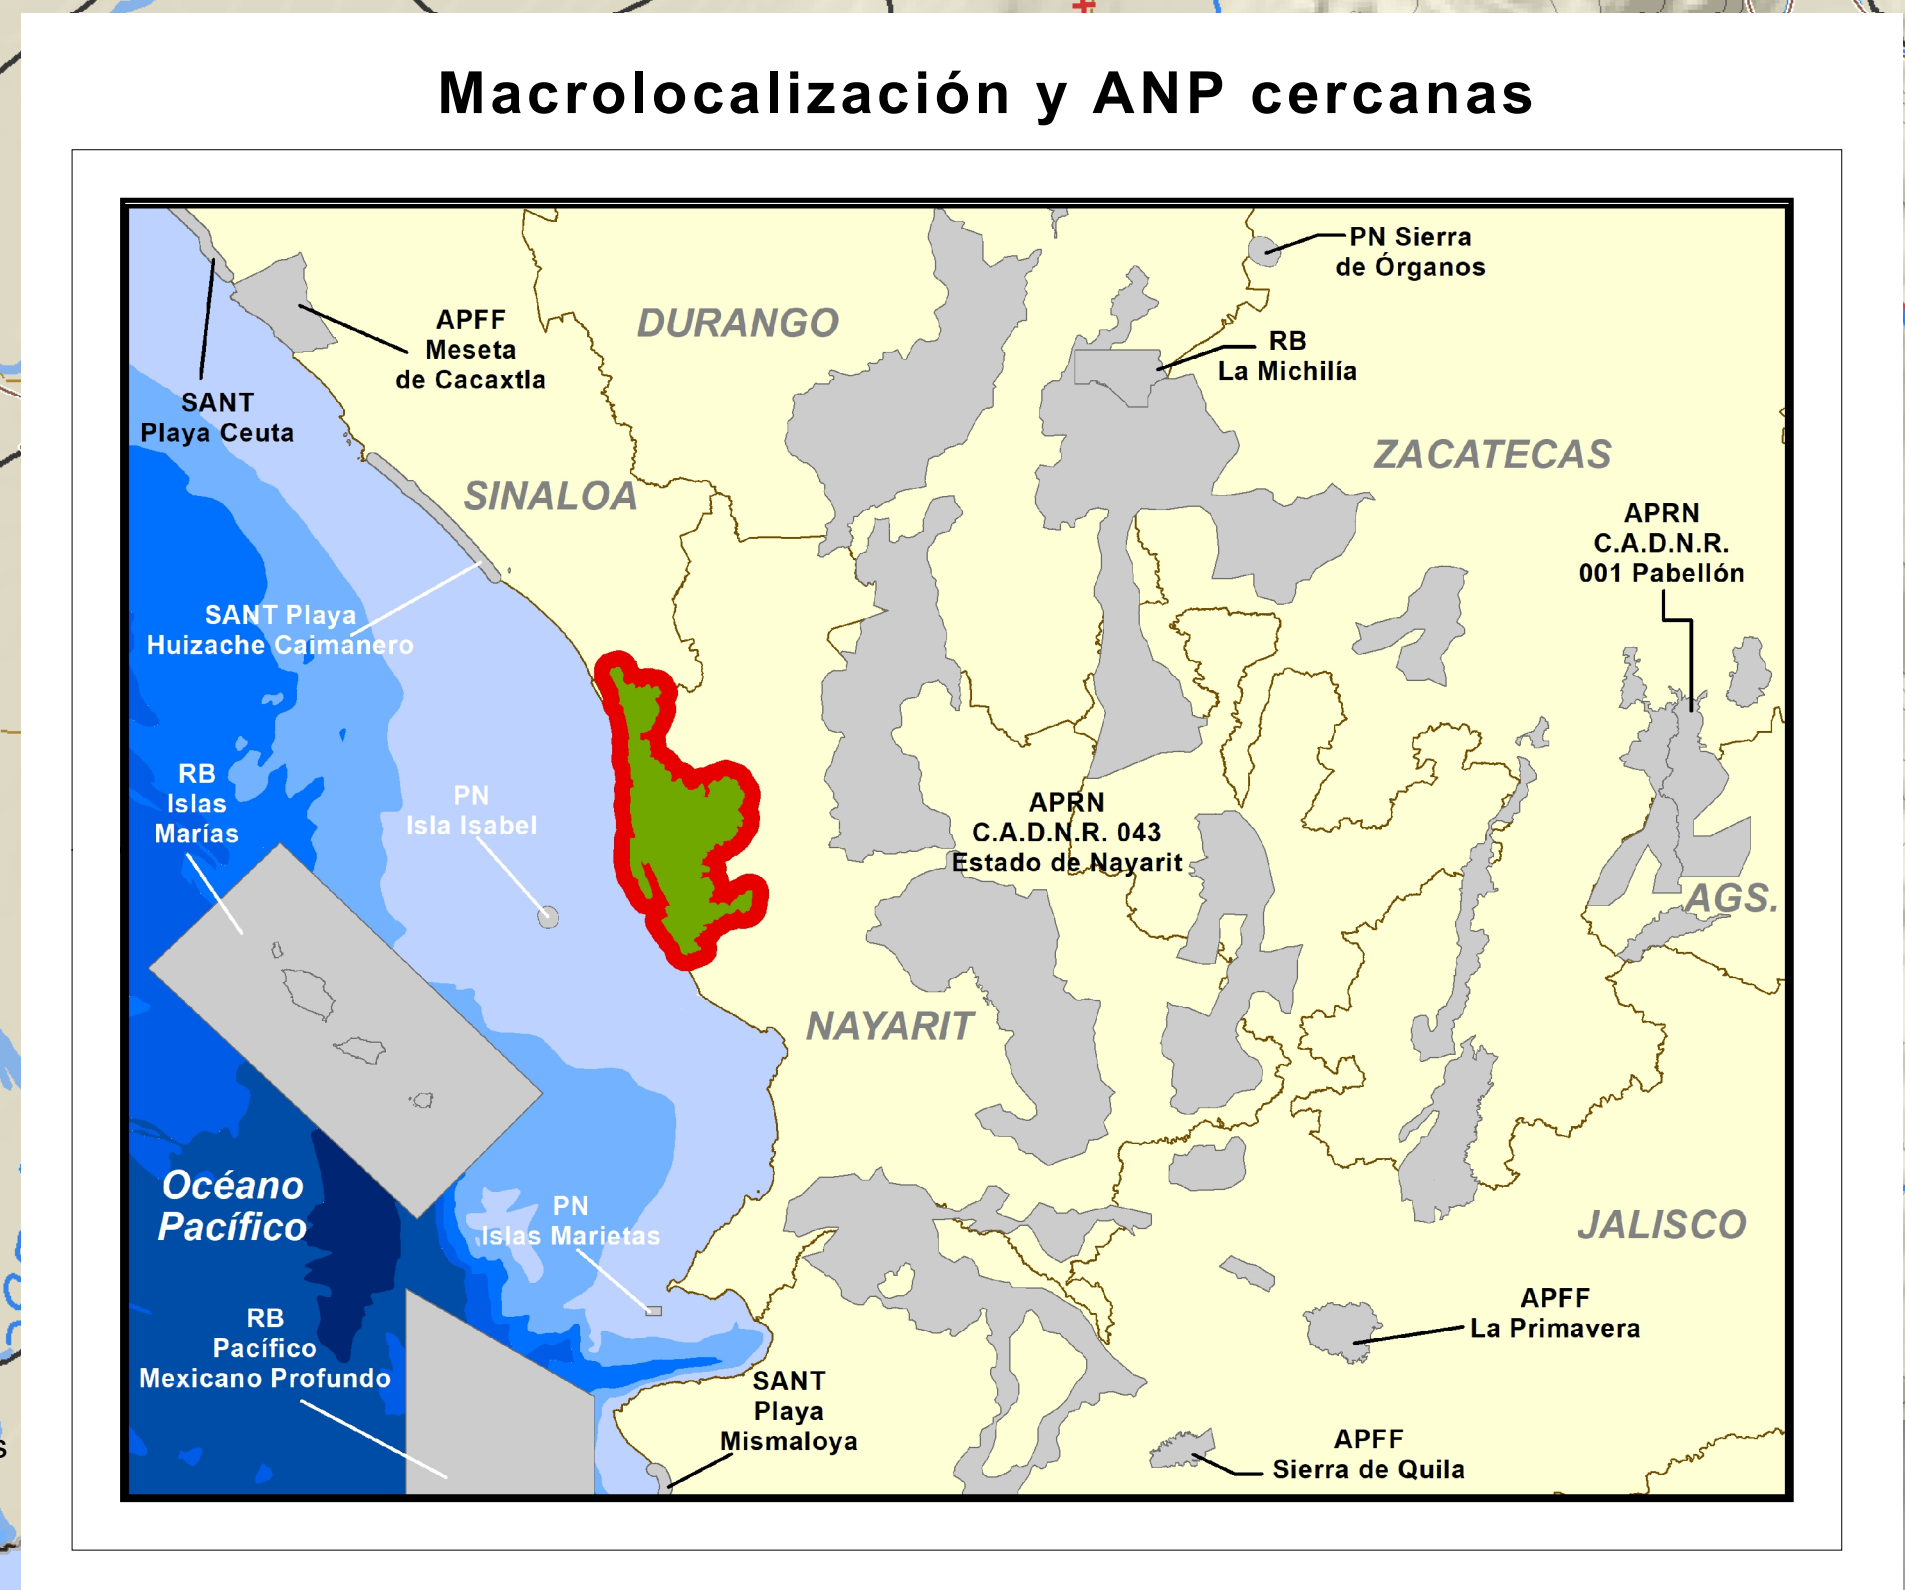 Macrolocalización y ANP cercanas
PN Sierra
de Órganos
DURANGO
APFF
Meseta
de Cacaxtla
RB
La Michilía
SANT
Playa Ceuta
ZACATECAS
SINALOA
APRN
C.A.D.N.R.
001 Pabellón
SANT Playa
Huizache Caimanero
RB
Islas
Marías
PN
Isla Isabel
APRN
C.A.D.N.R. 043
Estado de Nayarit
AGS.
NAYARIT
Océano
Pacífico
PN
Islas Marietas
JALISCO
RB
Pacífico
Mexicano Profundo
APFF
La Primavera
SANT
Playa
Mismaloya
APFF
Sierra de Quila
s